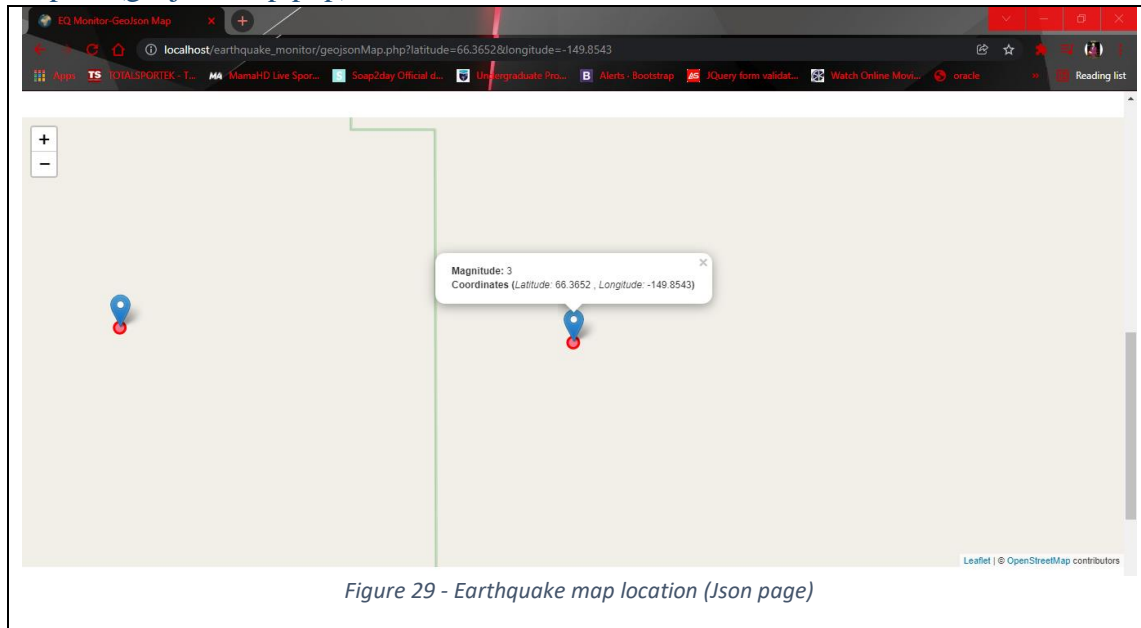 EQ Monitor-GeoJson Map
localhost/earthquake_monitor/geojsonMap.php?latitude=66.3652&longitude=-149.8543
Apps TS TOTALSPORTEK - T... MamaHD Live Spor... S Soap2day Official d... Undergraduate Pro... B Alerts · Bootstrap JQuery form validat... Watch Online Movi... oracle » Reading list
+
−
Magnitude: 3
Coordinates (Latitude: 66.3652 , Longitude: -149.8543)
Leaflet | © OpenStreetMap contributors
Figure 29 - Earthquake map location (Json page)